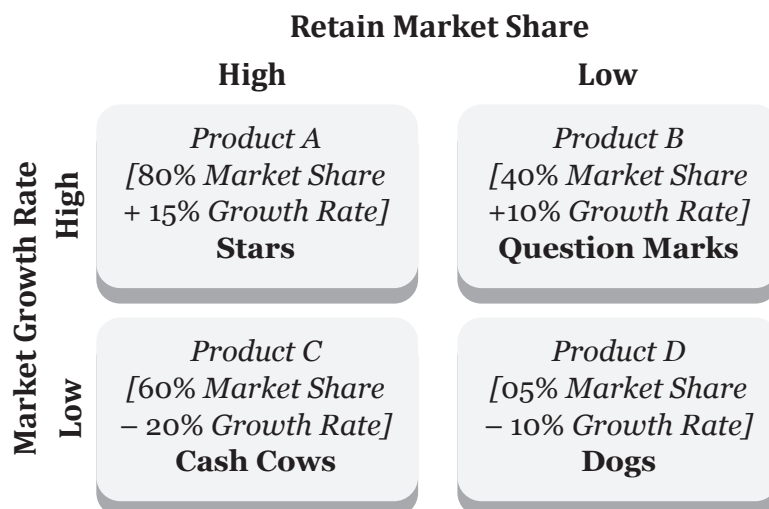 Retain Market Share
High
Low
Market Growth Rate
High
Product A
[80% Market Share
+ 15% Growth Rate]
Stars
Product B
[40% Market Share
+10% Growth Rate]
Question Marks
Low
Product C
[60% Market Share
– 20% Growth Rate]
Cash Cows
Product D
[05% Market Share
– 10% Growth Rate]
Dogs